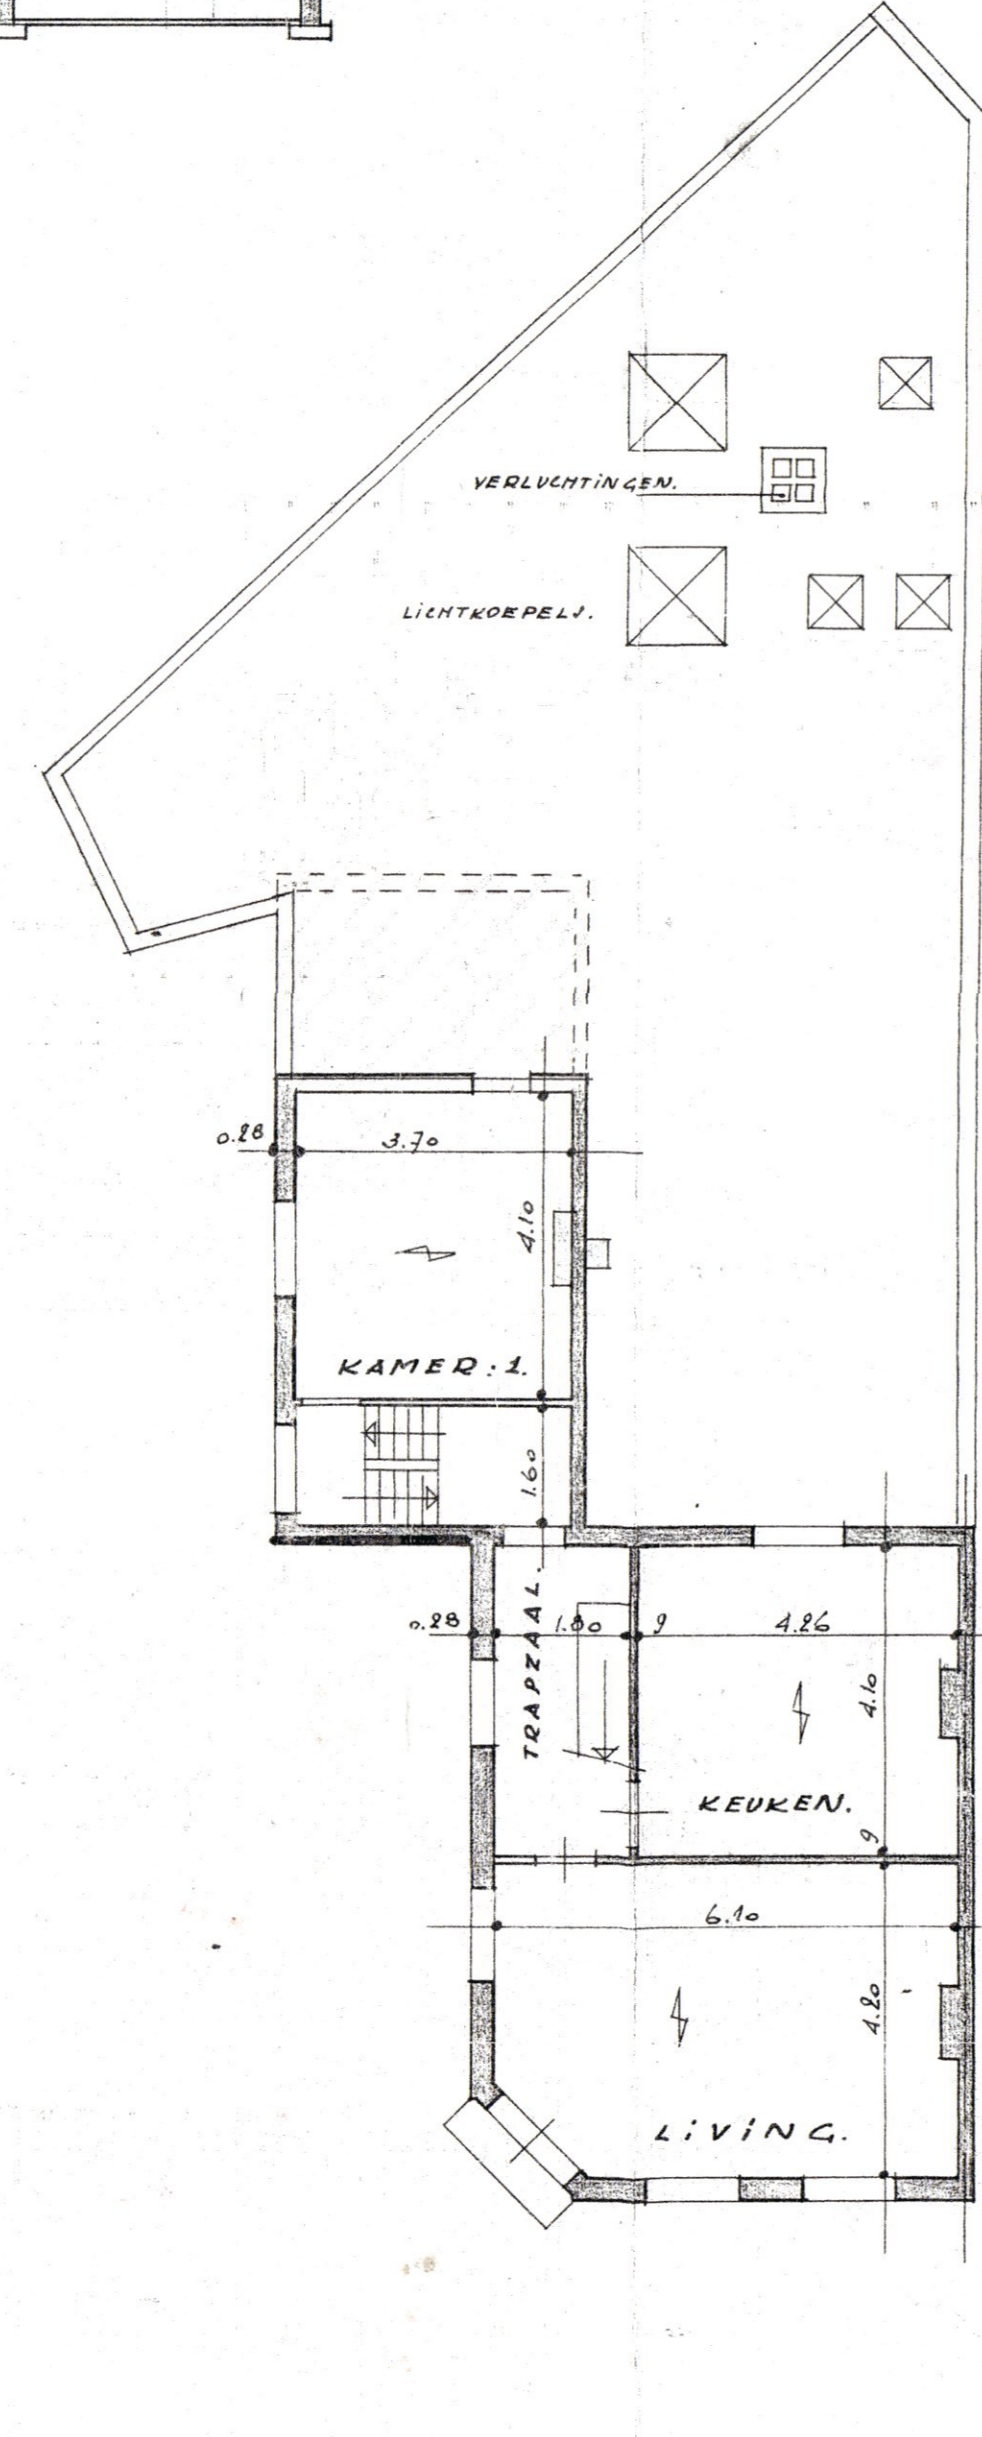 VERLUCHTINGEN.
LICHTKOEPELS.
0.28
3.70
4.10
KAMER: 1.
1.60
TRAPZAAL.
0.28
1.80
9
4.26
4.10
KEUKEN.
9
6.10
4.20
LIVING.